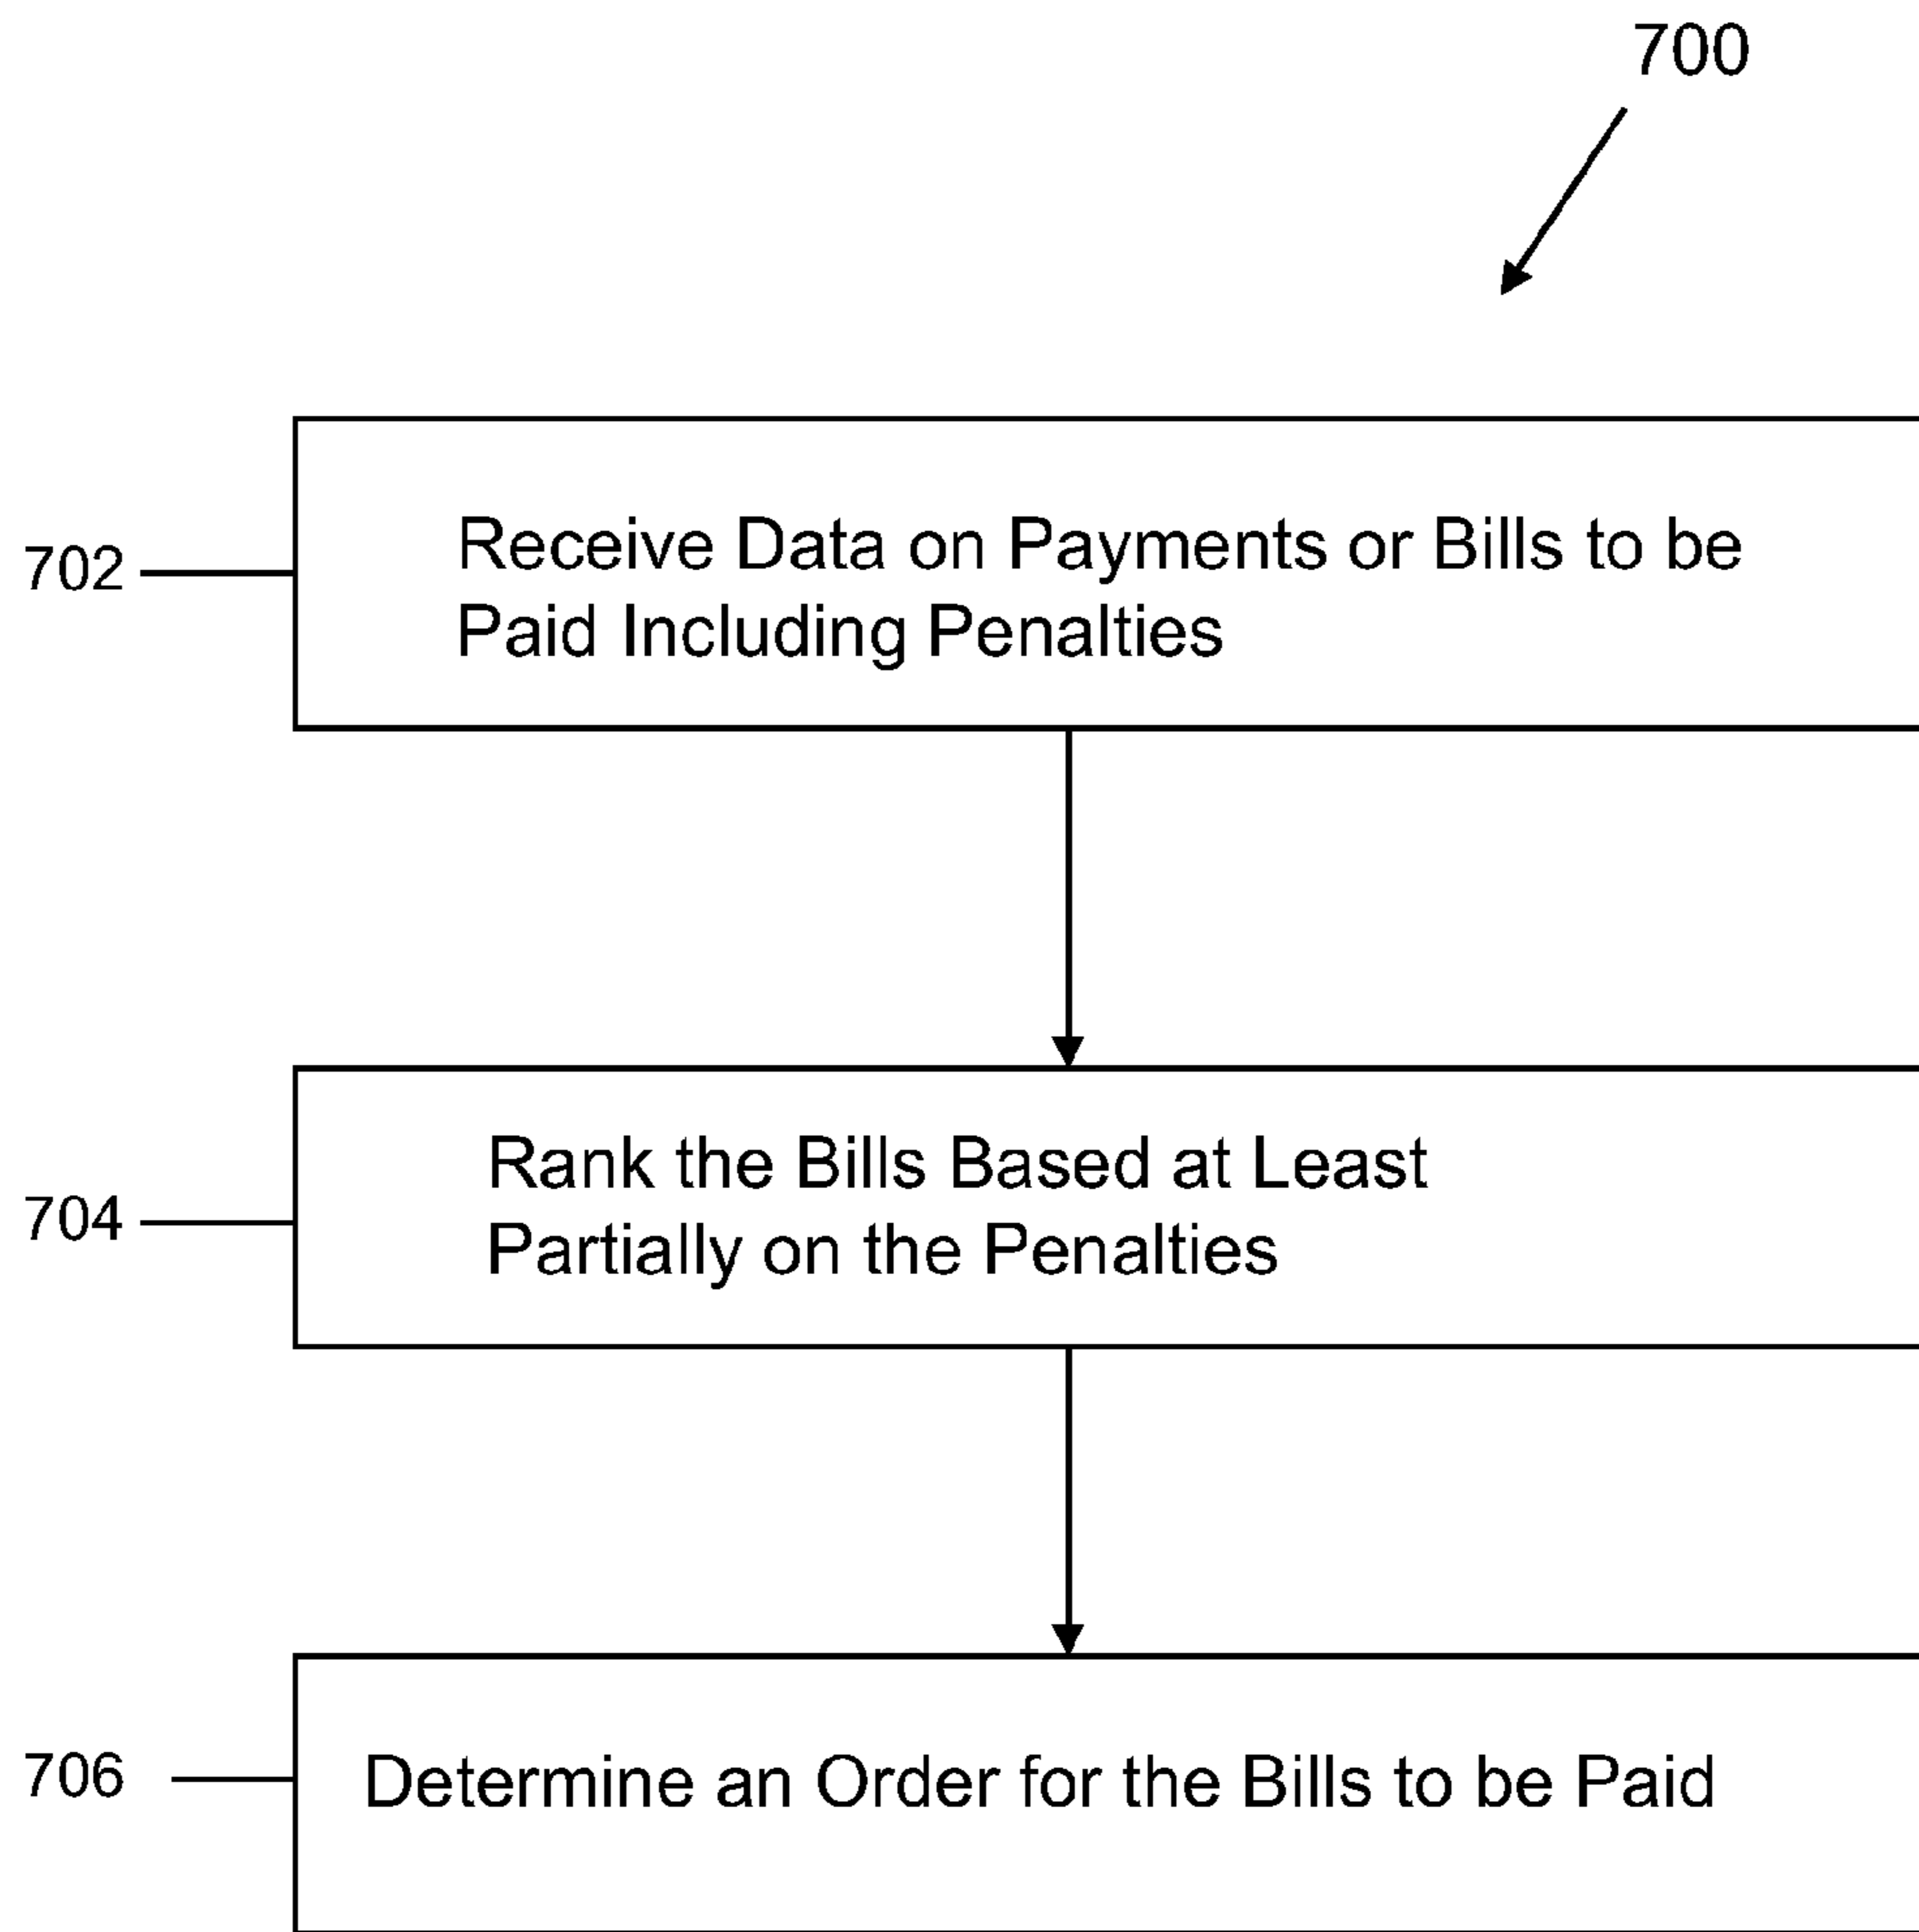 700
702
Receive Data on Payments or Bills to be
Paid Including Penalties
704
Rank the Bills Based at Least
Partially on the Penalties
706
Determine an Order for the Bills to be Paid